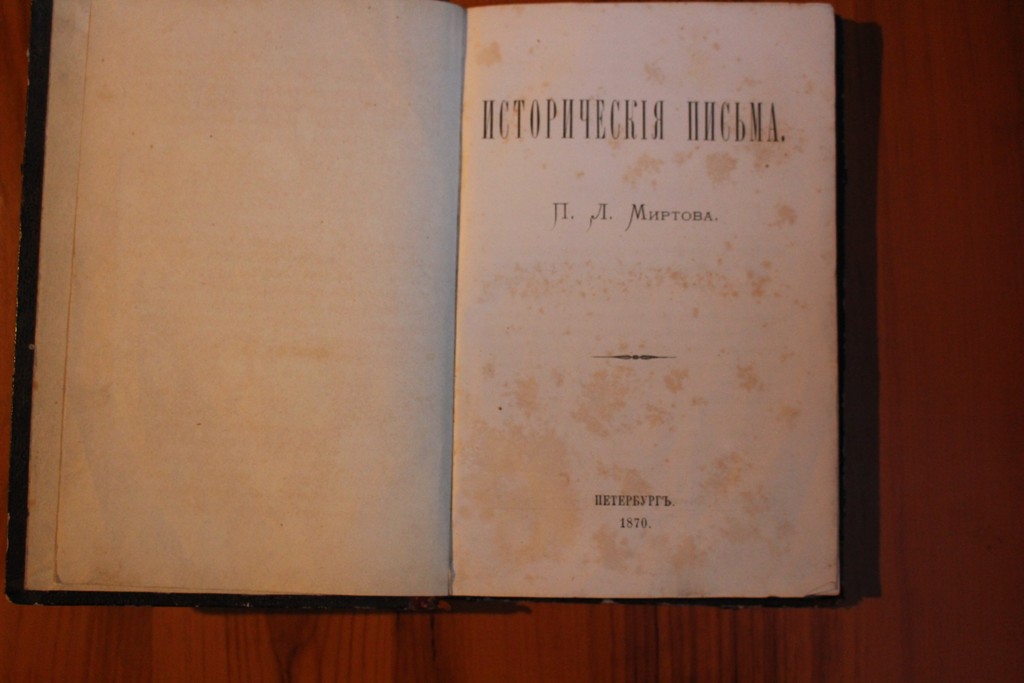 ИСТОРИЧЕСКІЯ ПИСЬМА.
П. Л. Миртова.
ПЕТЕРБУРГЪ.
1870.